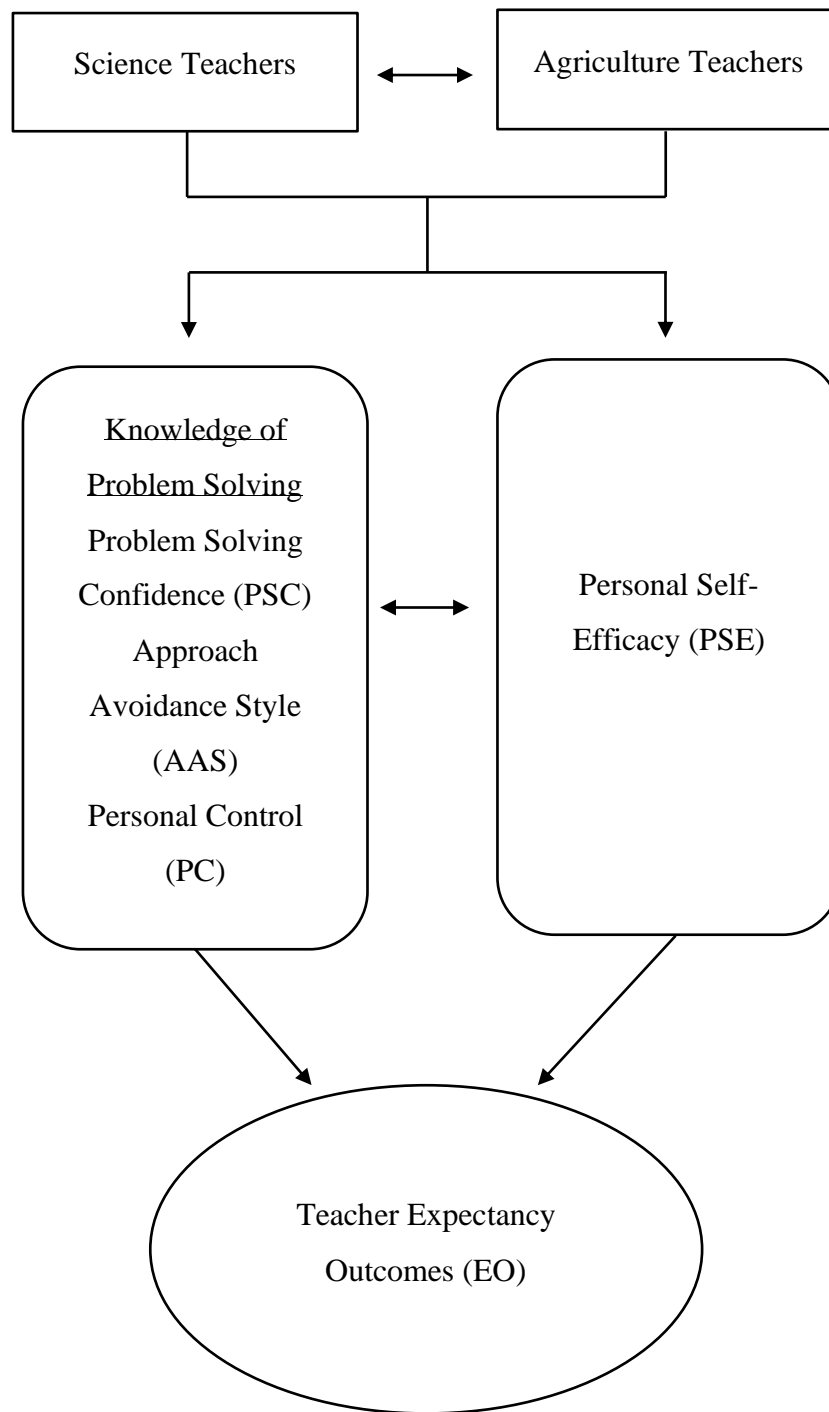 Science Teachers
Agriculture Teachers
Knowledge of
Problem Solving
Problem Solving
Confidence (PSC)
Approach
Avoidance Style
(AAS)
Personal Control
(PC)
Personal Self-
Efficacy (PSE)
Teacher Expectancy
Outcomes (EO)